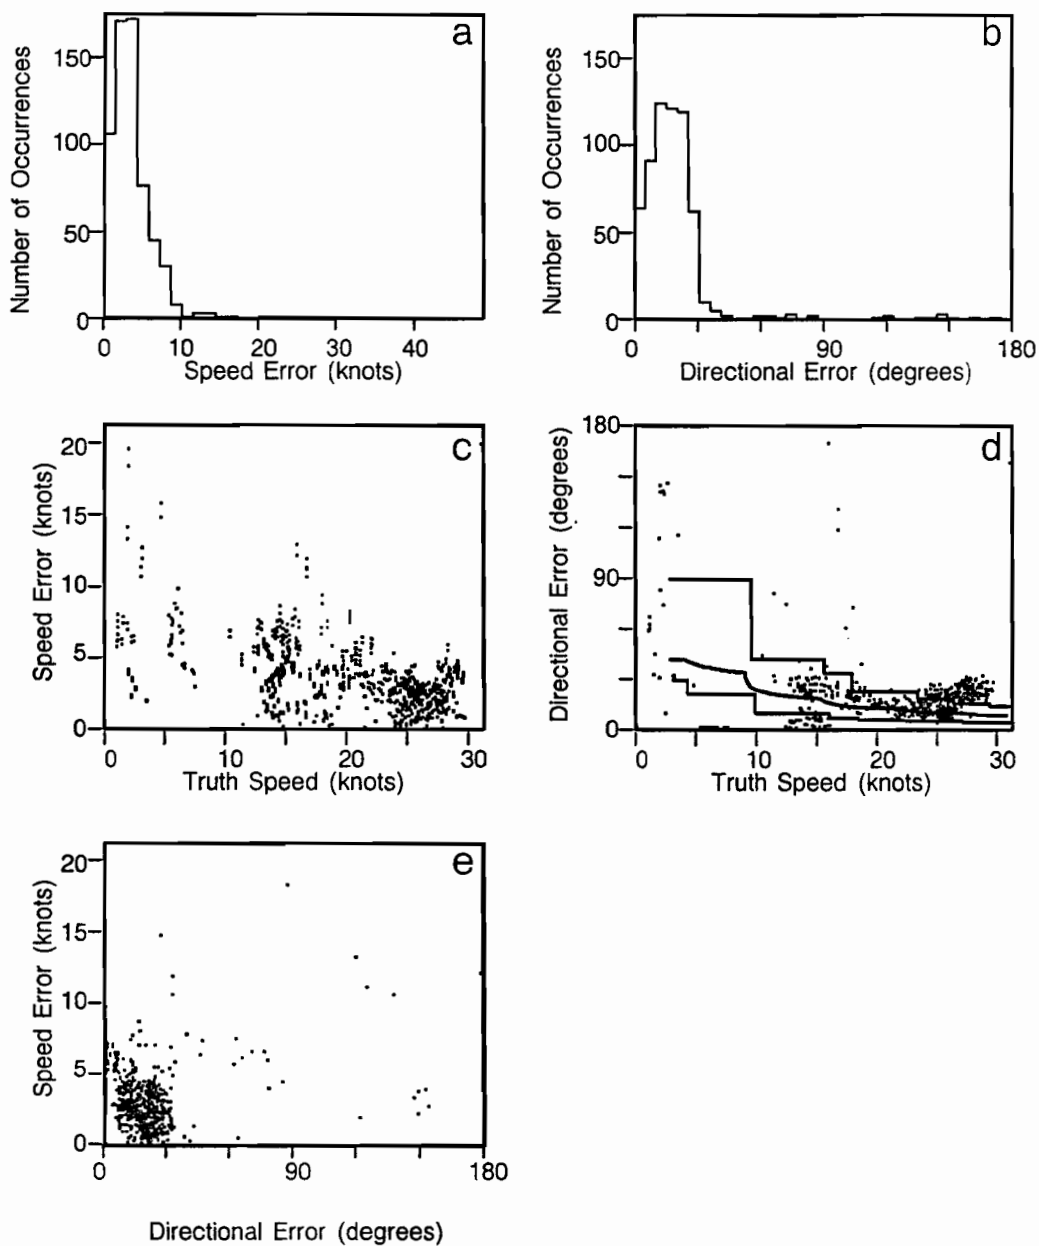 a
150
100
50
0
Number of Occurrences
0 10 20 30 40
Speed Error (knots)
b
150
100
50
0
Number of Occurrences
0 90 180
Directional Error (degrees)
c
20
15
10
5
0
Speed Error (knots)
0 10 20 30
Truth Speed (knots)
d
180
90
0
Directional Error (degrees)
0 10 20 30
Truth Speed (knots)
e
20
15
10
5
0
Speed Error (knots)
0 90 180
Directional Error (degrees)